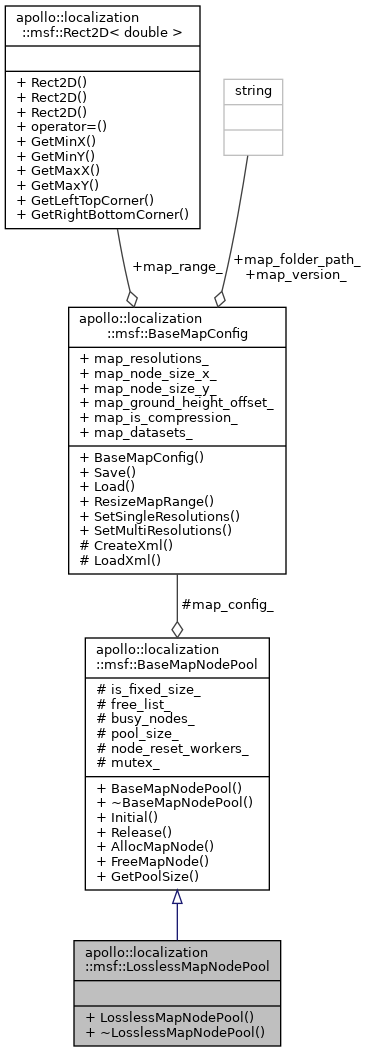 apollo::localization
::msf::Rect2D< double >
+ Rect2D()
+ Rect2D()
+ Rect2D()
+ operator=()
+ GetMinX()
+ GetMinY()
+ GetMaxX()
+ GetMaxY()
+ GetLeftTopCorner()
+ GetRightBottomCorner()
string
+map_range_
+map_folder_path_
+map_version_
apollo::localization
::msf::BaseMapConfig
+ map_resolutions_
+ map_node_size_x_
+ map_node_size_y_
+ map_ground_height_offset_
+ map_is_compression_
+ map_datasets_
+ BaseMapConfig()
+ Save()
+ Load()
+ ResizeMapRange()
+ SetSingleResolutions()
+ SetMultiResolutions()
# CreateXml()
# LoadXml()
#map_config_
apollo::localization
::msf::BaseMapNodePool
# is_fixed_size_
# free_list_
# busy_nodes_
# pool_size_
# node_reset_workers_
# mutex_
+ BaseMapNodePool()
+ ~BaseMapNodePool()
+ Initial()
+ Release()
+ AllocMapNode()
+ FreeMapNode()
+ GetPoolSize()
apollo::localization
::msf::LosslessMapNodePool
+ LosslessMapNodePool()
+ ~LosslessMapNodePool()